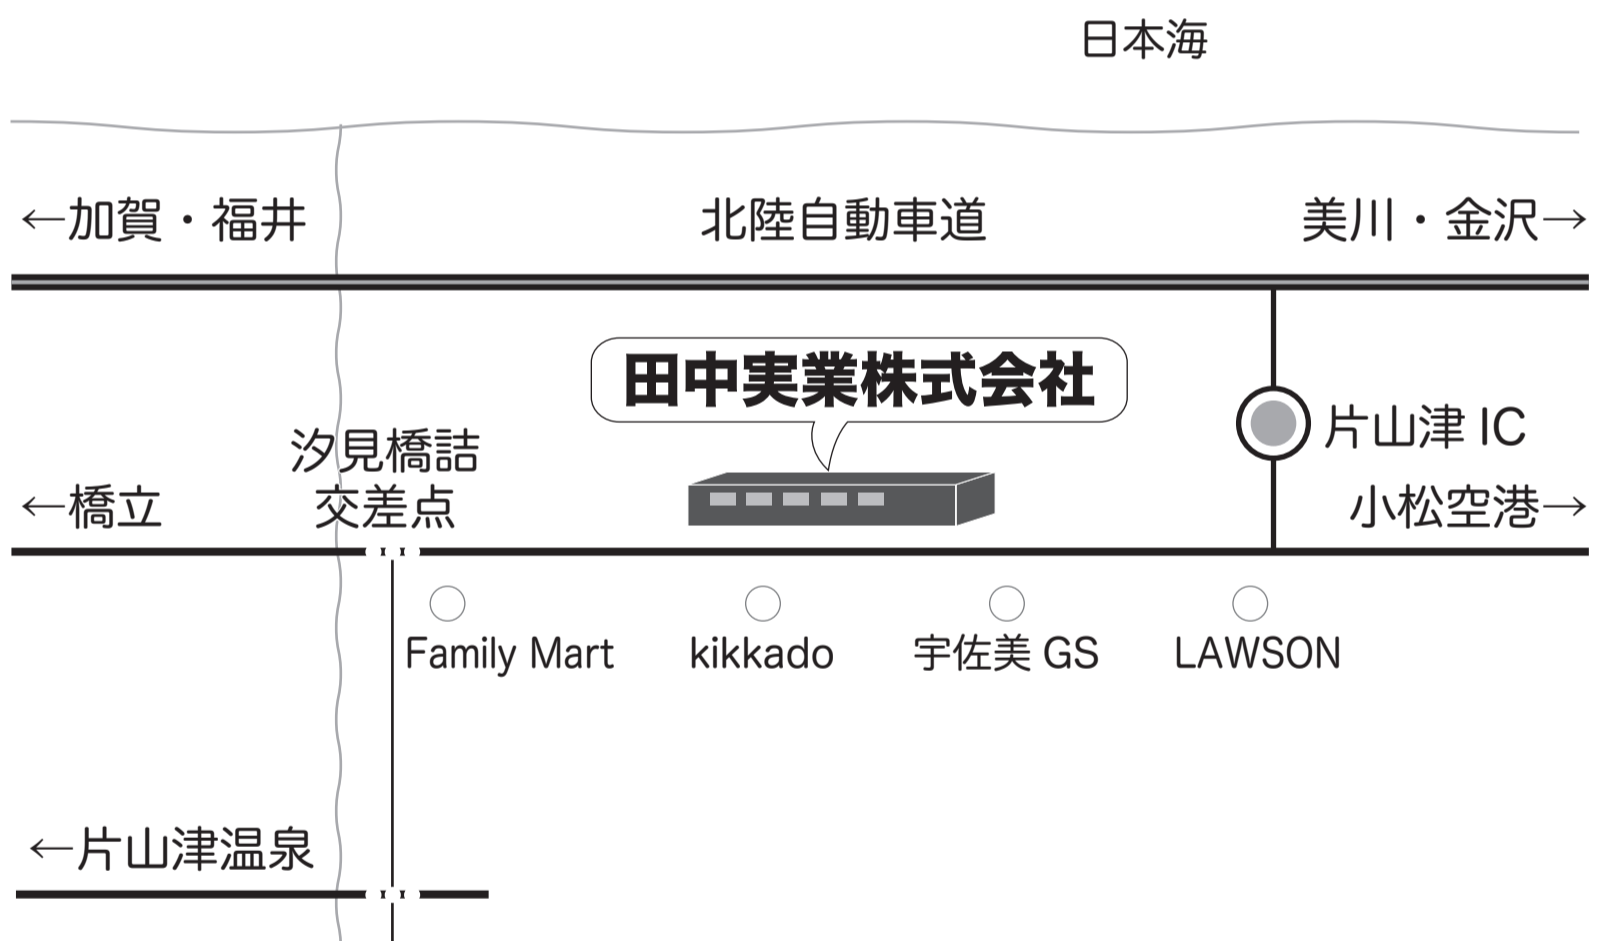 日本海
←加賀・福井
北陸自動車道
美川・金沢→
田中実業株式会社
片山津 IC
汐見橋詰
交差点
←橋立
小松空港→
Family Mart
kikkado
宇佐美 GS
LAWSON
←片山津温泉